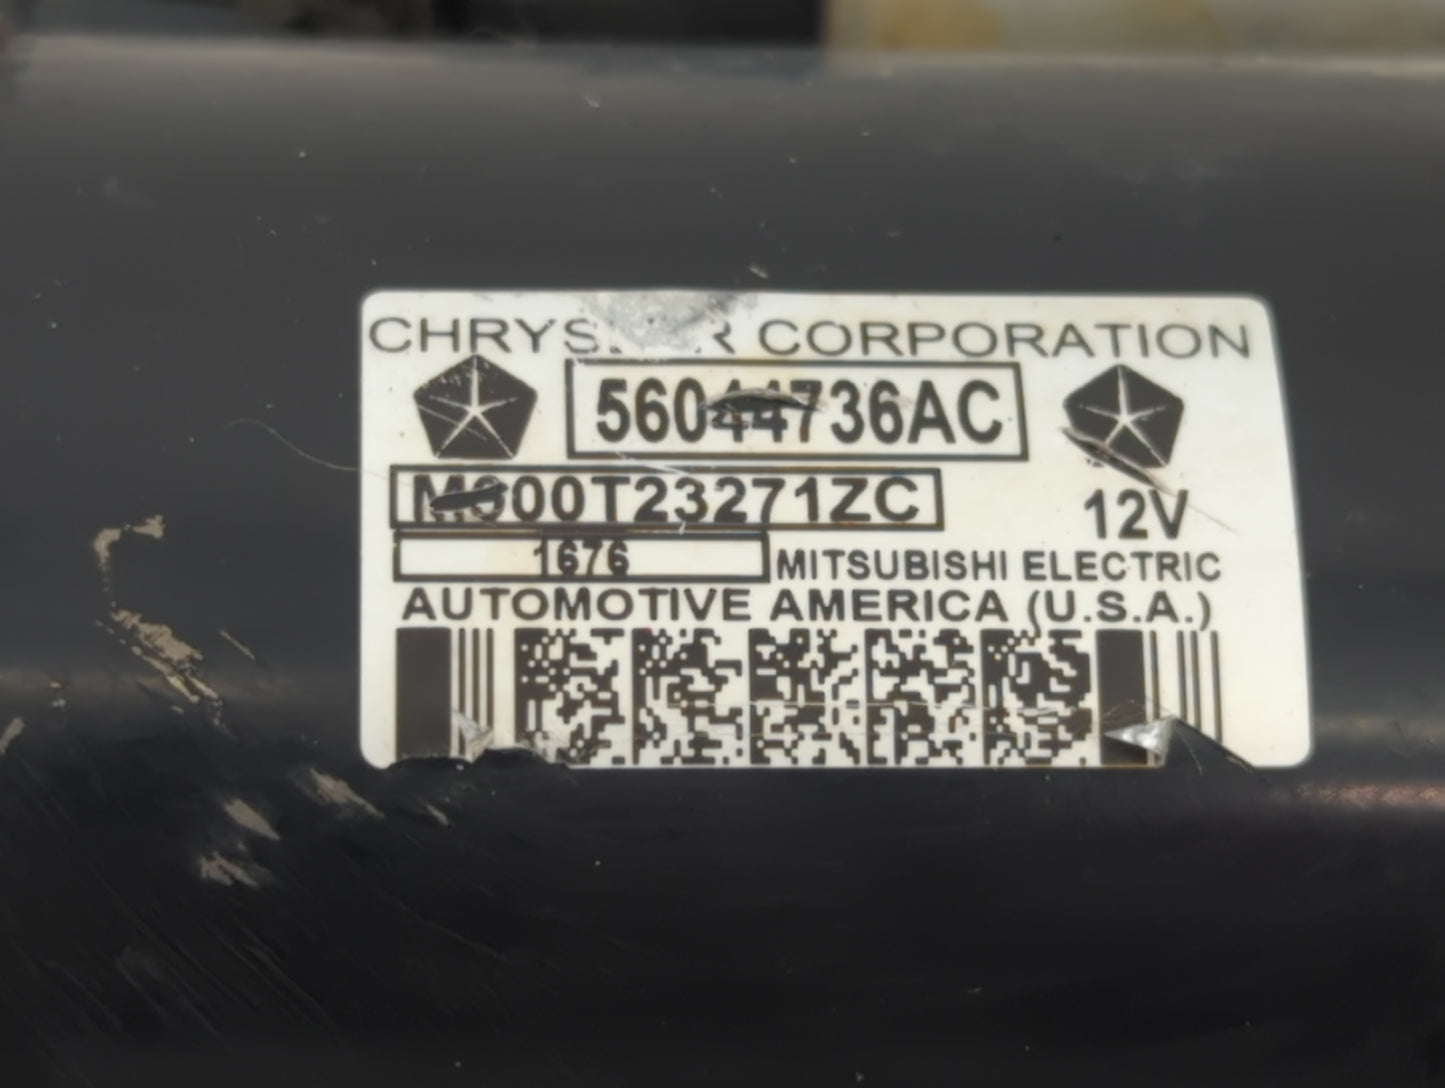 CHRYSLER CORPORATION
56044736AC
M000T23271ZC
12V
1676 MITSUBISHI ELECTRIC
AUTOMOTIVE AMERICA (U.S.A.)